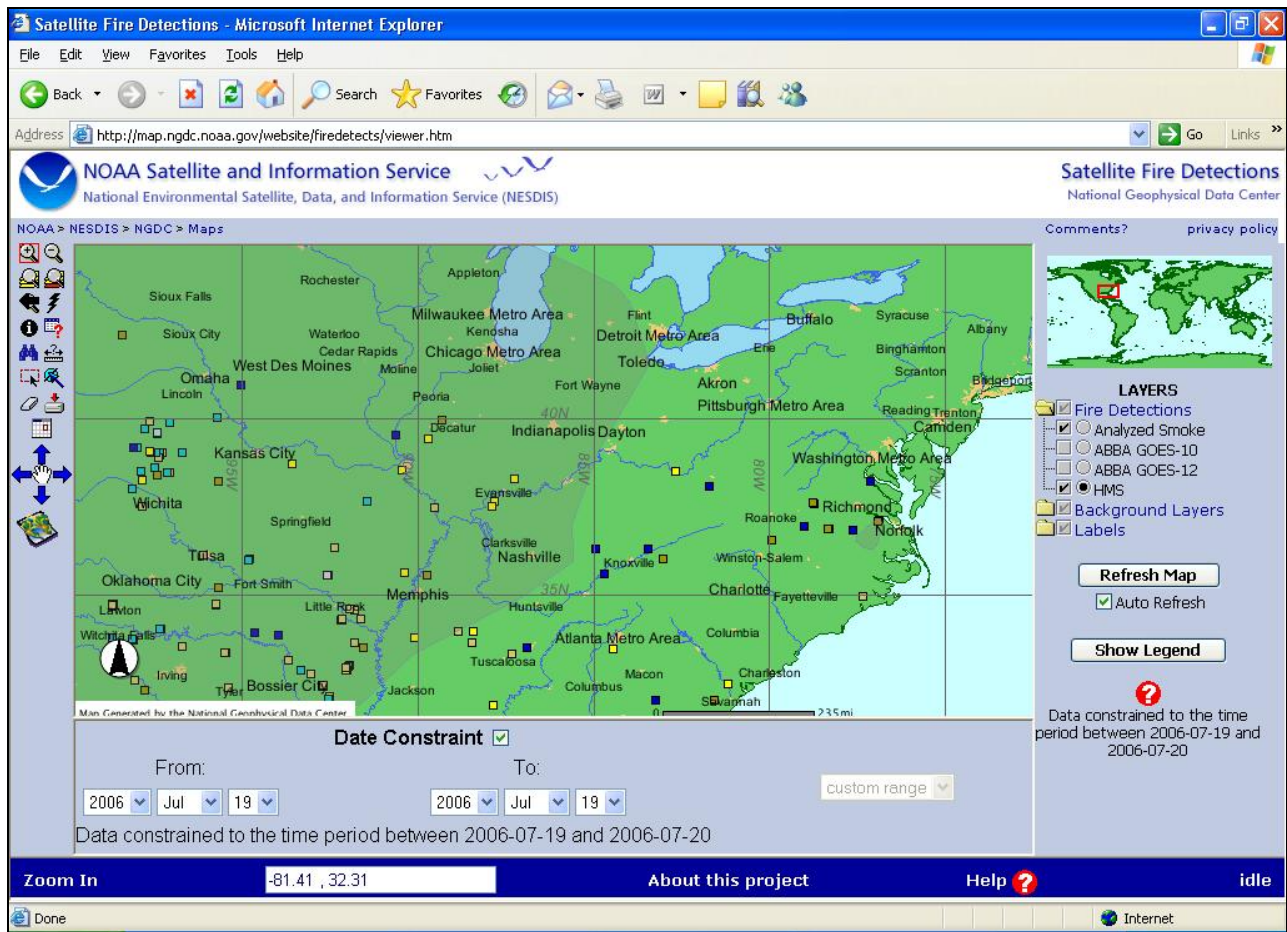 Satellite Fire Detections - Microsoft Internet Explorer
File Edit View Favorites Tools Help
Back Search Favorites
Address http://map.ngdc.noaa.gov/website/firedetects/viewer.htm Go Links »
NOAA Satellite and Information Service
National Environmental Satellite, Data, and Information Service (NESDIS)
Satellite Fire Detections
National Geophysical Data Center
NOAA > NESDIS > NGDC > Maps
Comments? privacy policy
Rochester Appleton
Sioux Falls
Milwaukee Metro Area Flint Buffalo Syracuse
Sioux City Waterloo Kenosha Detroit Metro Area Albany
Cedar Rapids Chicago Metro Area Erie Binghamton
West Des Moines Moline Joliet Toledo Scranton
Omaha Fort Wayne Akron Bridgeport
Lincoln Peoria Pittsburgh Metro Area Reading Trenton
40N
Decatur Indianapolis Dayton Camden
Kansas City Washington Metro Area
95W 90W 85W 80W 75W
Wichita Evansville
Springfield Roanoke Richmond
Norfolk
Clarksville
Tulsa Nashville Knoxville Winston-Salem
Oklahoma City Fort Smith Memphis 35N Charlotte Fayetteville
Lawton Little Rock Huntsville
Witchita Falls Atlanta Metro Area Columbia
Tuscaloosa
Irving Macon Charleston
Tyler Bossier City Jackson Columbus
Savannah
0 235mi
Map Generated by the National Geophysical Data Center
LAYERS
Fire Detections
Analyzed Smoke
ABBA GOES-10
ABBA GOES-12
HMS
Background Layers
Labels
Refresh Map
Auto Refresh
Show Legend
?
Data constrained to the time
period between 2006-07-19 and
2006-07-20
Date Constraint
From: To:
2006 Jul 19 2006 Jul 19 custom range
Data constrained to the time period between 2006-07-19 and 2006-07-20
Zoom In -81.41 , 32.31 About this project Help ? idle
Done Internet